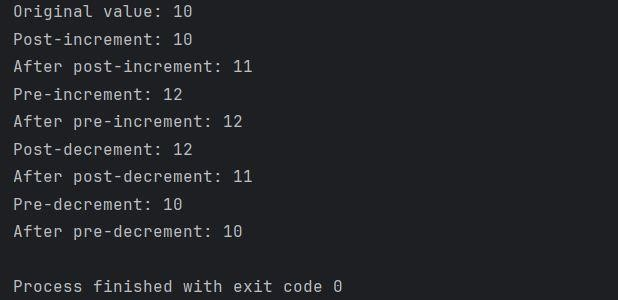 Original value: 10
Post-increment: 10
After post-increment: 11
Pre-increment: 12
After pre-increment: 12
Post-decrement: 12
After post-decrement: 11
Pre-decrement: 10
After pre-decrement: 10
Process finished with exit code 0